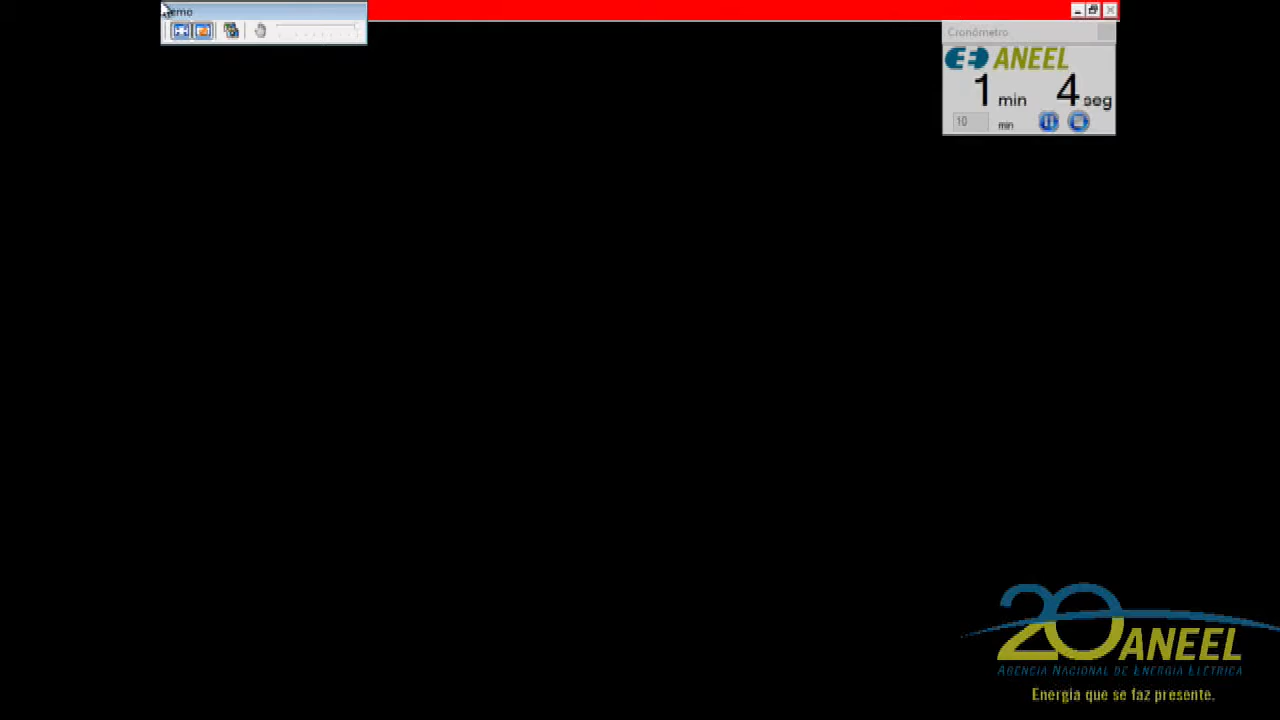 Cronómetro
ANEEL
1 min 4 seg
10 min
20 ANEEL
AGÊNCIA NACIONAL DE ENERGIA ELÉTRICA
Energia que se faz presente.